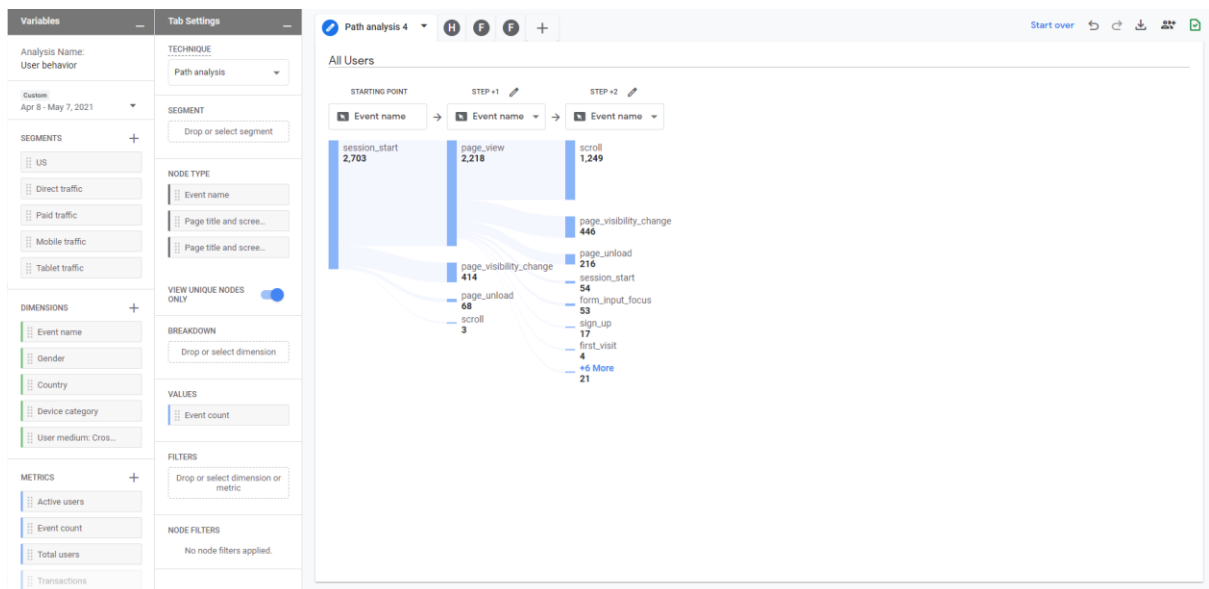 Variables
Analysis Name:
User behavior
Custom
Apr 8 - May 7, 2021
SEGMENTS
US
Direct traffic
Paid traffic
Mobile traffic
Tablet traffic
DIMENSIONS
Event name
Gender
Country
Device category
User medium: Cros...
METRICS
Active users
Event count
Total users
Transactions
Tab Settings
TECHNIQUE
Path analysis
SEGMENT
Drop or select segment
NODE TYPE
Event name
Page title and scree...
Page title and scree...
VIEW UNIQUE NODES
ONLY
BREAKDOWN
Drop or select dimension
VALUES
Event count
FILTERS
Drop or select dimension or
metric
NODE FILTERS
No node filters applied.
Path analysis 4 H F F
Start over
All Users
STARTING POINT STEP +1 STEP +2
Event name Event name Event name
session_start
2,703
page_view
2,218
page_visibility_change
414
page_unload
68
scroll
3
scroll
1,249
page_visibility_change
446
page_unload
216
session_start
54
form_input_focus
53
sign_up
17
first_visit
4
+6 More
21